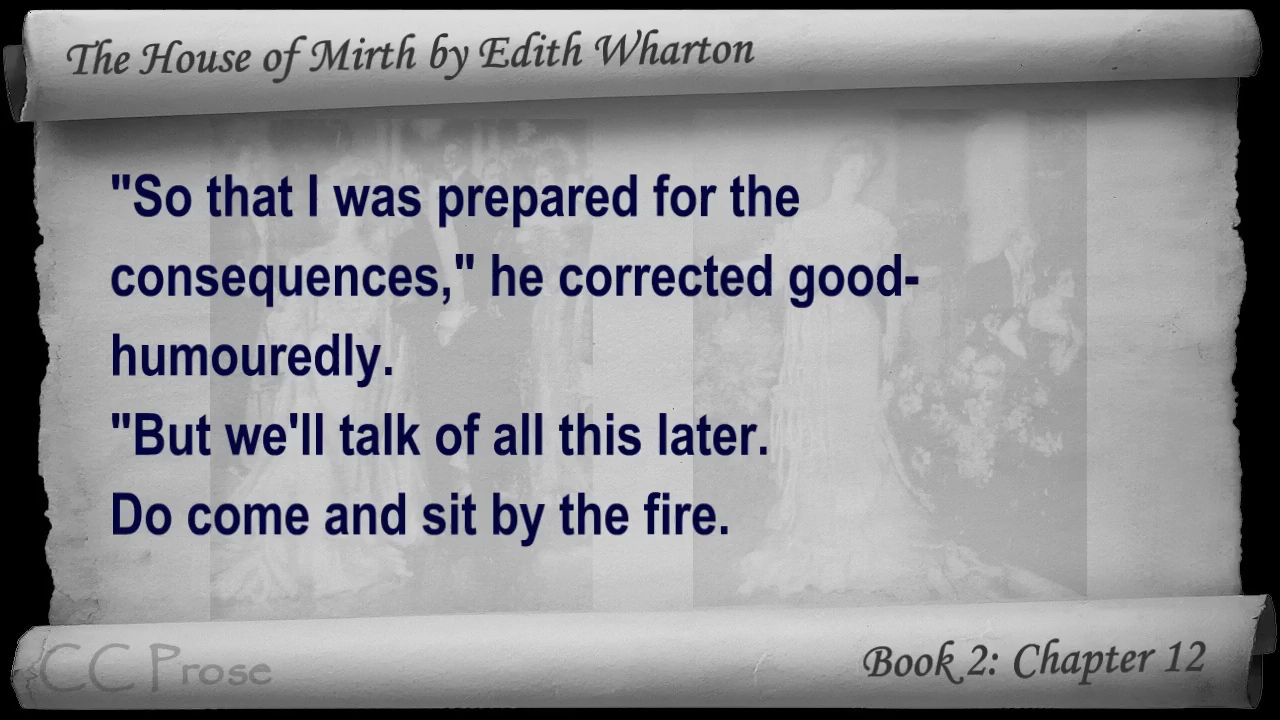 The House of Mirth by Edith Wharton
"So that I was prepared for the
consequences," he corrected good-
humouredly.
"But we'll talk of all this later.
Do come and sit by the fire.
CC Prose
Book 2: Chapter 12